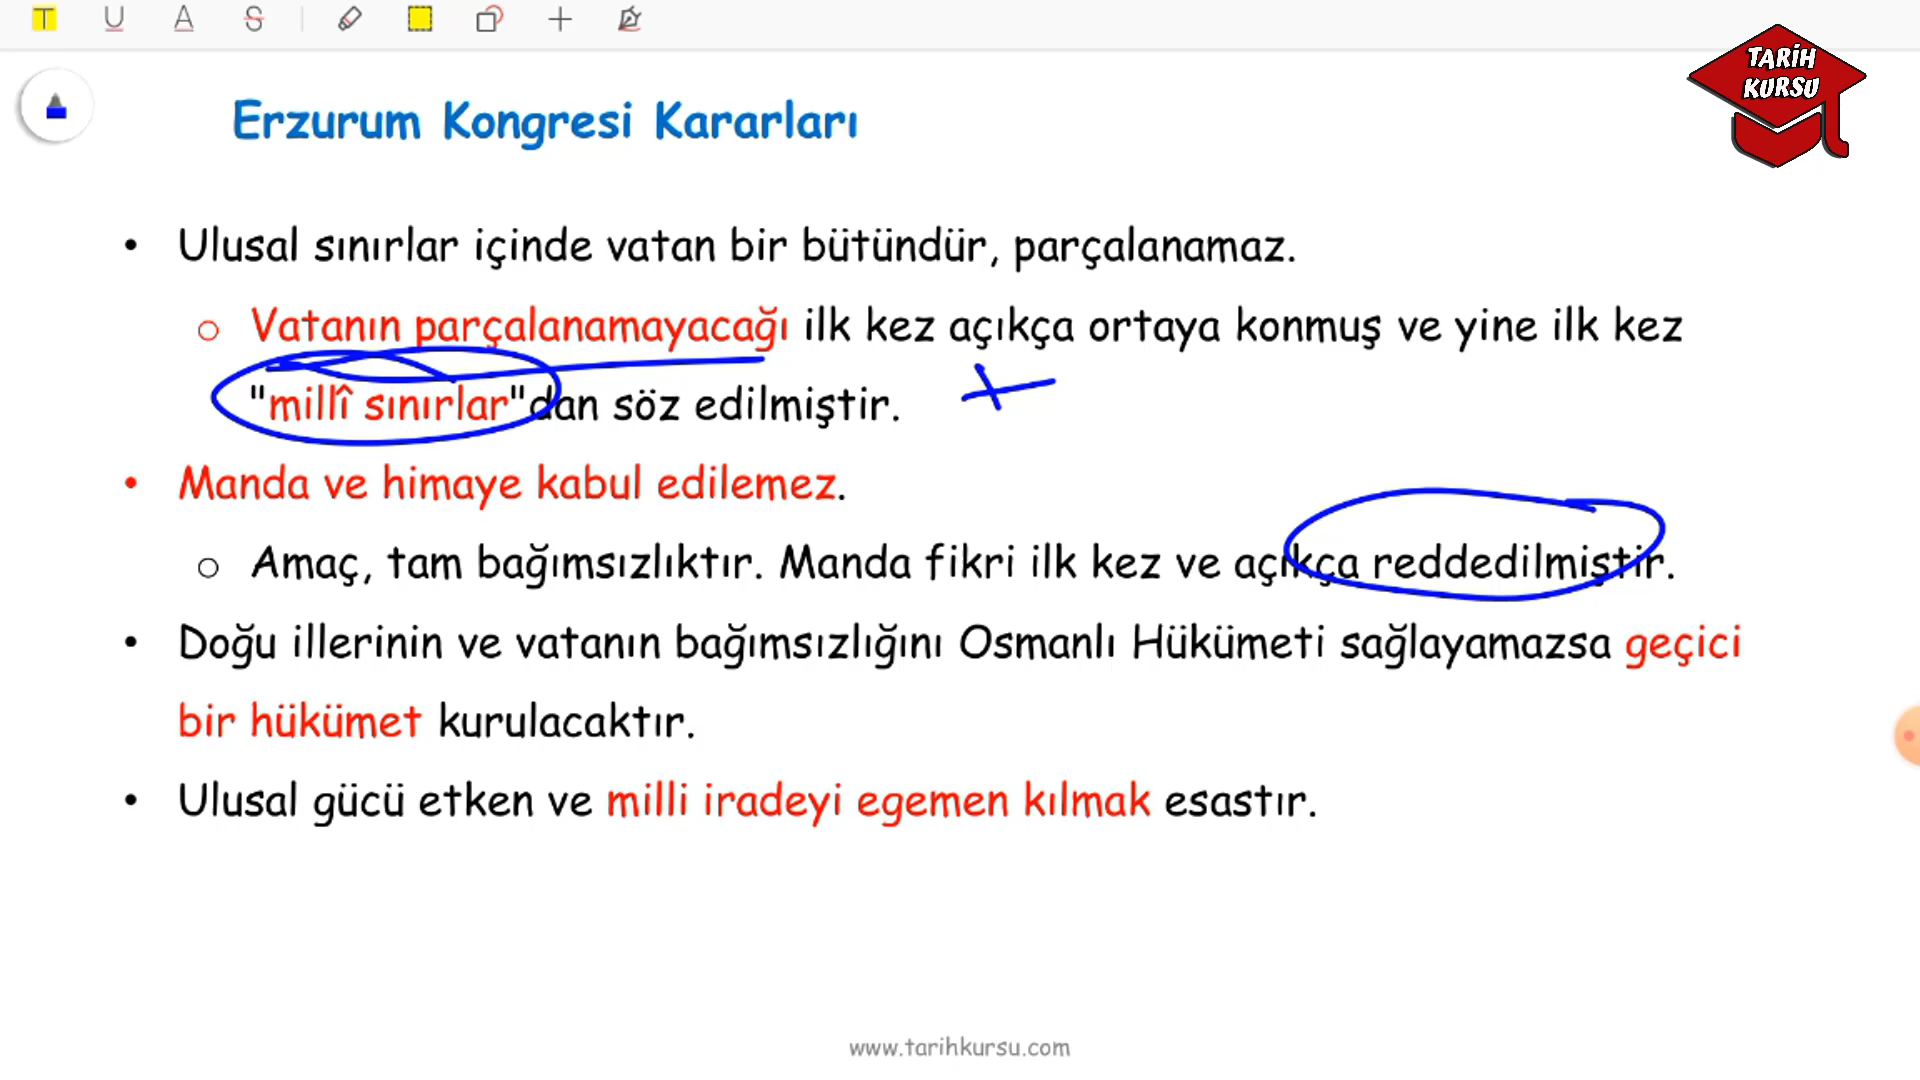 TARİH
KURSU
Erzurum Kongresi Kararları
• Ulusal sınırlar içinde vatan bir bütündür, parçalanamaz.
o Vatanın parçalanamayacağı ilk kez açıkça ortaya konmuş ve yine ilk kez
"millî sınırlar"dan söz edilmiştir.
• Manda ve himaye kabul edilemez.
o Amaç, tam bağımsızlıktır. Manda fikri ilk kez ve açıkça reddedilmiştir.
• Doğu illerinin ve vatanın bağımsızlığını Osmanlı Hükümeti sağlayamazsa geçici
bir hükümet kurulacaktır.
• Ulusal gücü etken ve milli iradeyi egemen kılmak esastır.
www.tarihkursu.com